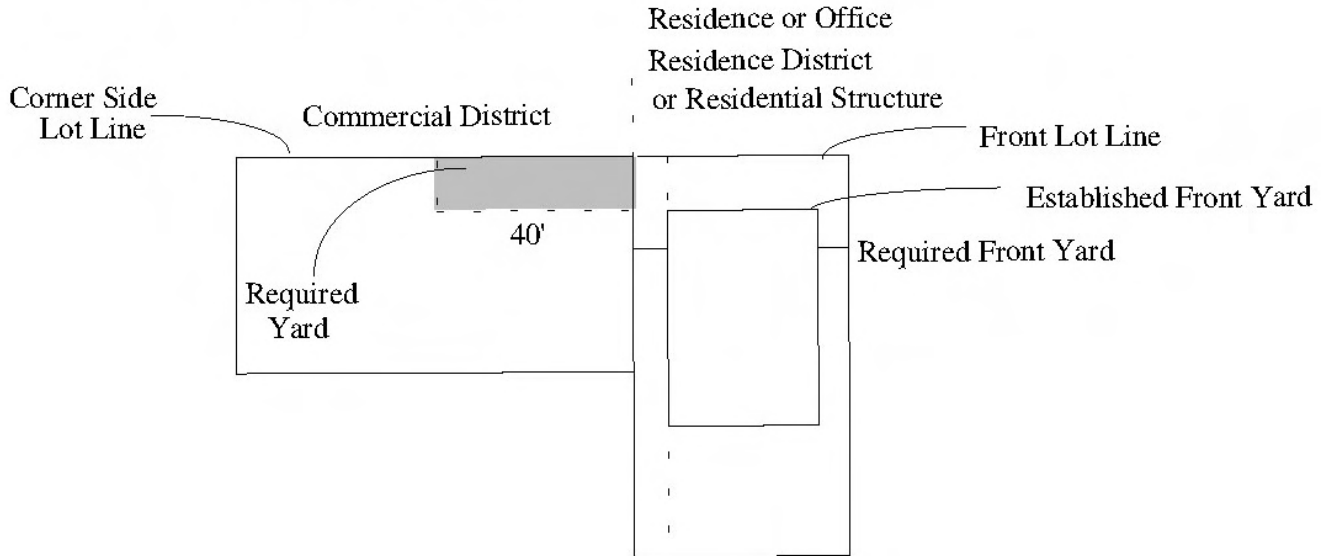 Residence or Office
Residence District
or Residential Structure
Corner Side
Lot Line
Commercial District
Front Lot Line
Established Front Yard
40'
Required Front Yard
Required
Yard